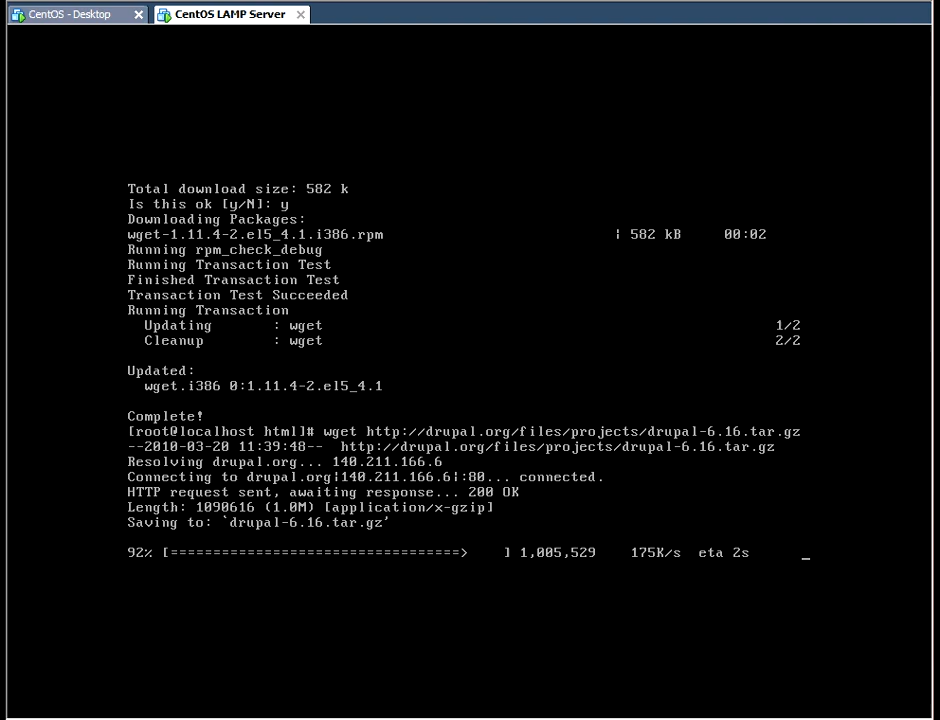 CentOS - Desktop
CentOS LAMP Server
Total download size: 582 k
Is this ok [y/N]: y
Downloading Packages:
wget-1.11.4-2.el5_4.1.i386.rpm | 582 kB 00:02
Running rpm_check_debug
Running Transaction Test
Finished Transaction Test
Transaction Test Succeeded
Running Transaction
Updating : wget 1/2
Cleanup : wget 2/2
Updated:
wget.i386 0:1.11.4-2.el5_4.1
Complete!
[root@localhost html]# wget http://drupal.org/files/projects/drupal-6.16.tar.gz
--2010-03-20 11:39:48-- http://drupal.org/files/projects/drupal-6.16.tar.gz
Resolving drupal.org... 140.211.166.6
Connecting to drupal.org|140.211.166.6|:80... connected.
HTTP request sent, awaiting response... 200 OK
Length: 1090616 (1.0M) [application/x-gzip]
Saving to: `drupal-6.16.tar.gz'
92% [==================================> ] 1,005,529 175K/s eta 2s _